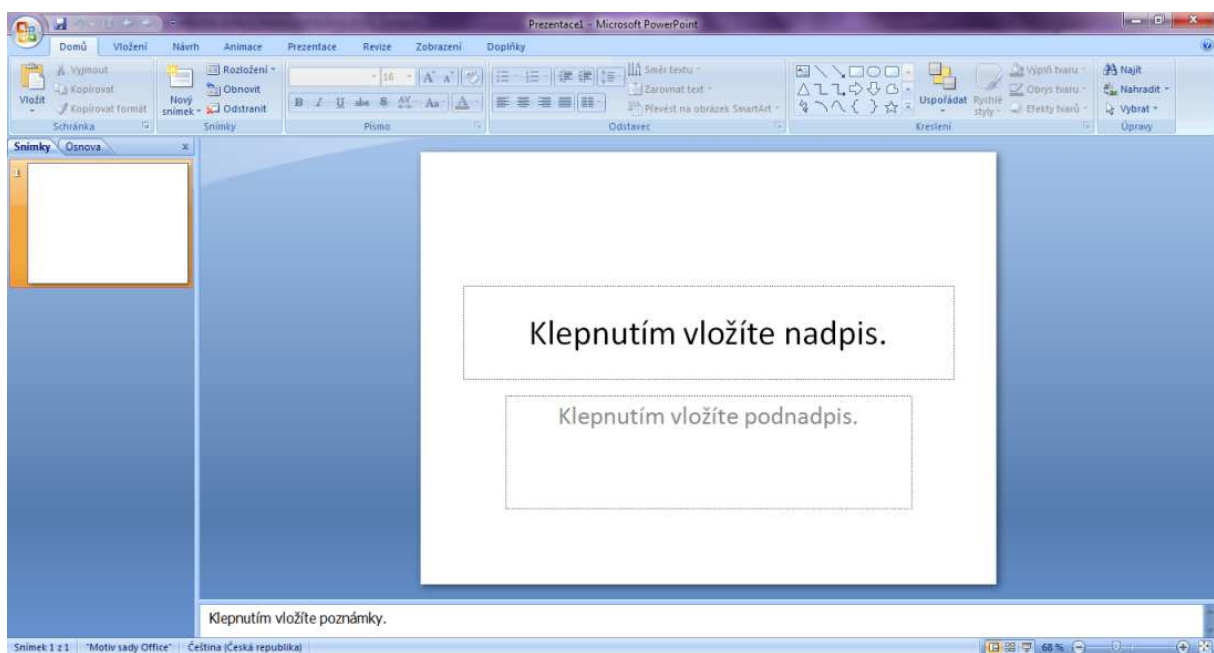 Prezentace1 - Microsoft PowerPoint
Domů Vložení Návrh Animace Prezentace Revize Zobrazení Doplňky
Vložit
Vyjmout
Kopírovat
Kopírovat formát
Schránka
Nový snímek
Rozložení
Obnovit
Odstranit
Snímky
16
Písmo
Směr textu
Zarovnat text
Převést na obrázek SmartArt
Odstavec
Uspořádat
Rychlé styly
Výplň tvaru
Obrys tvaru
Efekty tvarů
Kreslení
Najít
Nahradit
Vybrat
Úpravy
Snímky Osnova
1
Klepnutím vložíte nadpis.
Klepnutím vložíte podnadpis.
Klepnutím vložíte poznámky.
Snímek 1 z 1 "Motiv sady Office" Čeština (Česká republika) 68 %